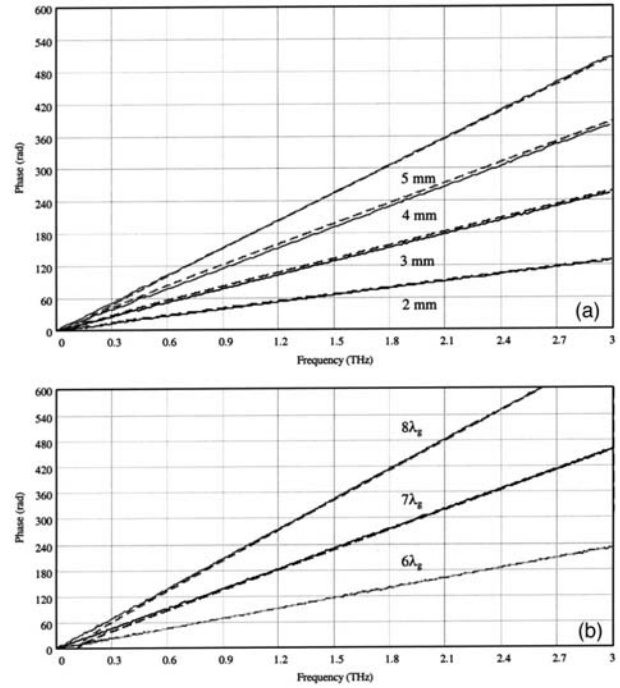 600
540
480
420
360
300
240
180
120
60
0
Phase (rad)
5 mm
4 mm
3 mm
2 mm
(a)
0 0.3 0.6 0.9 1.2 1.5 1.8 2.1 2.4 2.7 3
Frequency (THz)
600
540
480
420
360
300
240
180
120
60
0
Phase (rad)
8λg
7λg
6λg
(b)
0 0.3 0.6 0.9 1.2 1.5 1.8 2.1 2.4 2.7 3
Frequency (THz)